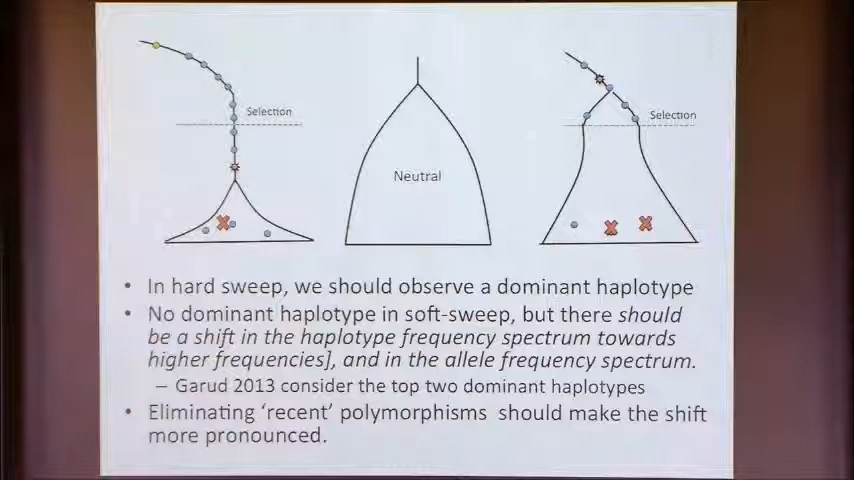 Selection
Neutral
Selection
• In hard sweep, we should observe a dominant haplotype
• No dominant haplotype in soft-sweep, but there should
be a shift in the haplotype frequency spectrum towards
higher frequencies], and in the allele frequency spectrum.
– Garud 2013 consider the top two dominant haplotypes
• Eliminating ‘recent’ polymorphisms should make the shift
more pronounced.